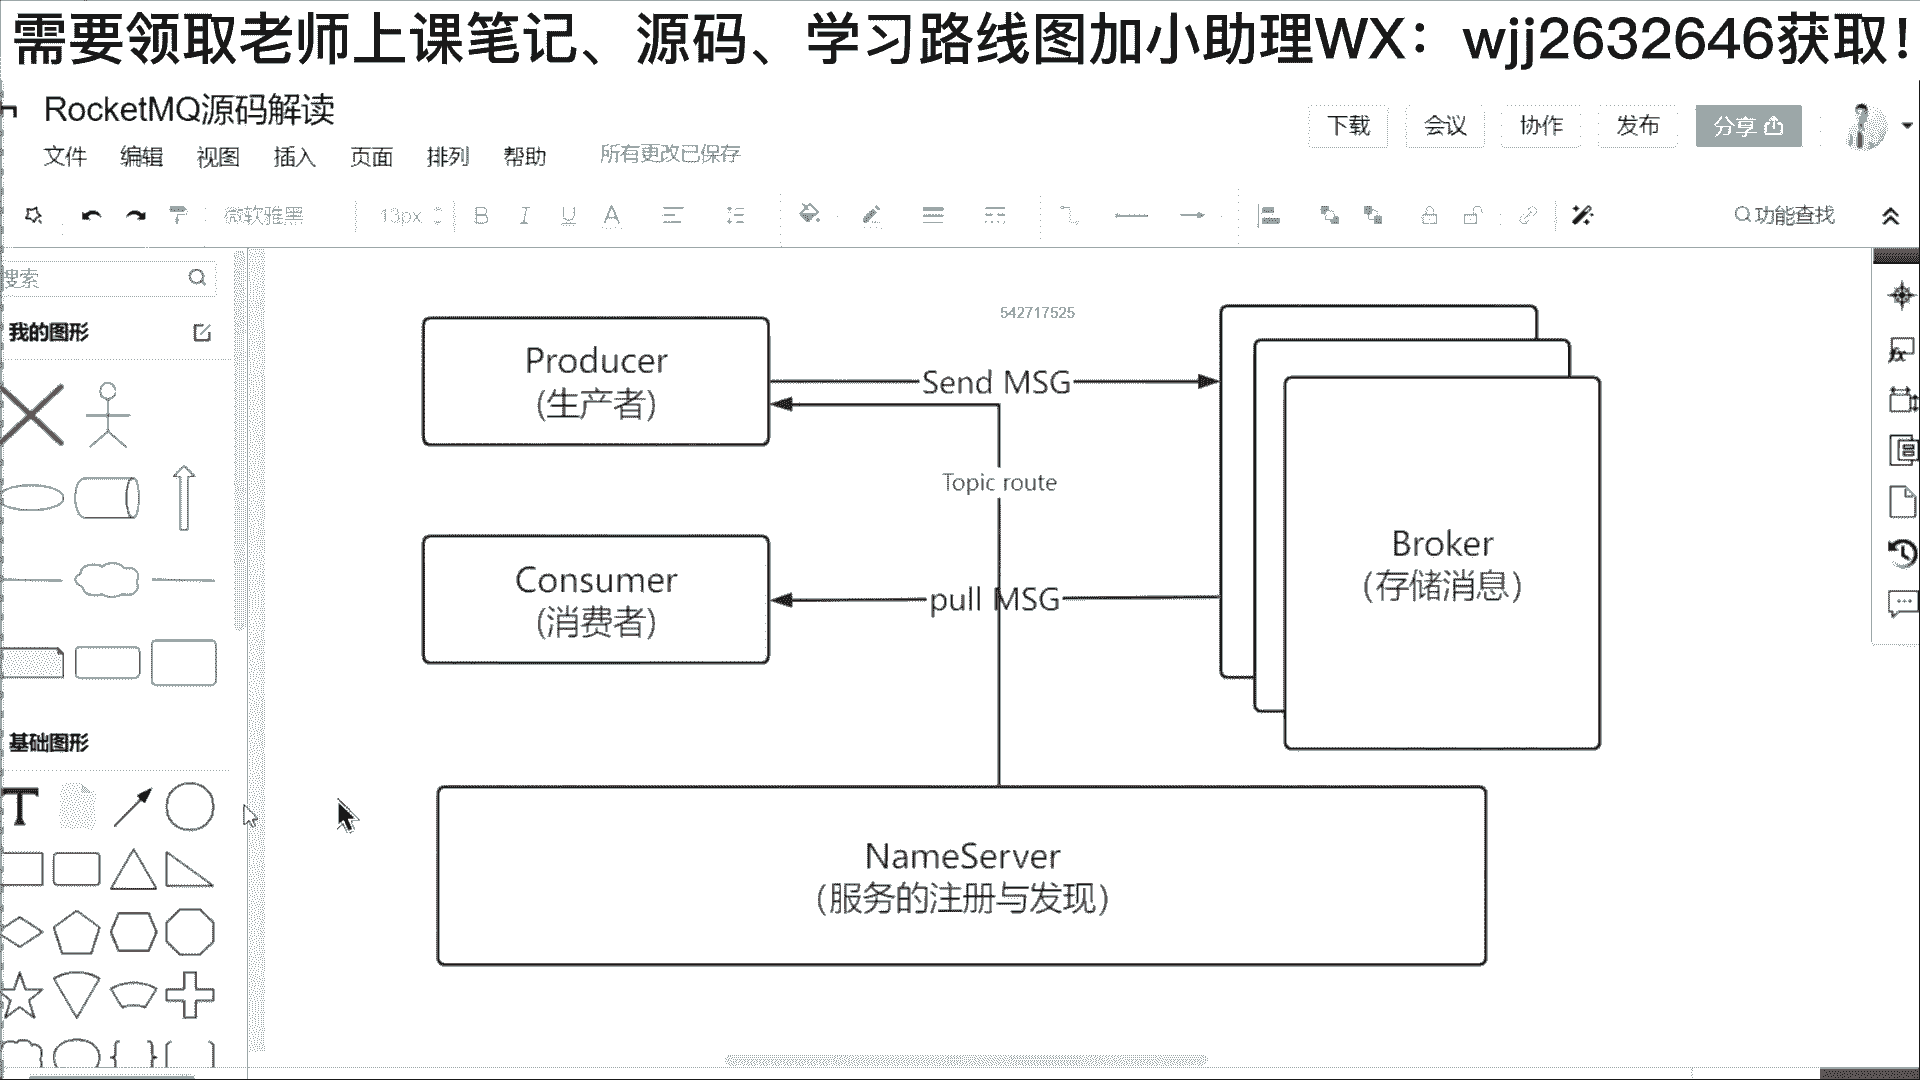 需要领取老师上课笔记、源码、学习路线图加小助理WX：wjj2632646获取！
RocketMQ源码解读
文件 编辑 视图 插入 页面 排列 帮助 所有更改已保存
下载 会议 协作 发布 分享
微软雅黑 13px B I U A 功能查找
搜索
我的图形
基础图形
T
542717525
Producer
(生产者)
Send MSG
Topic route
Consumer
(消费者)
pull MSG
Broker
(存储消息)
NameServer
(服务的注册与发现)
fx